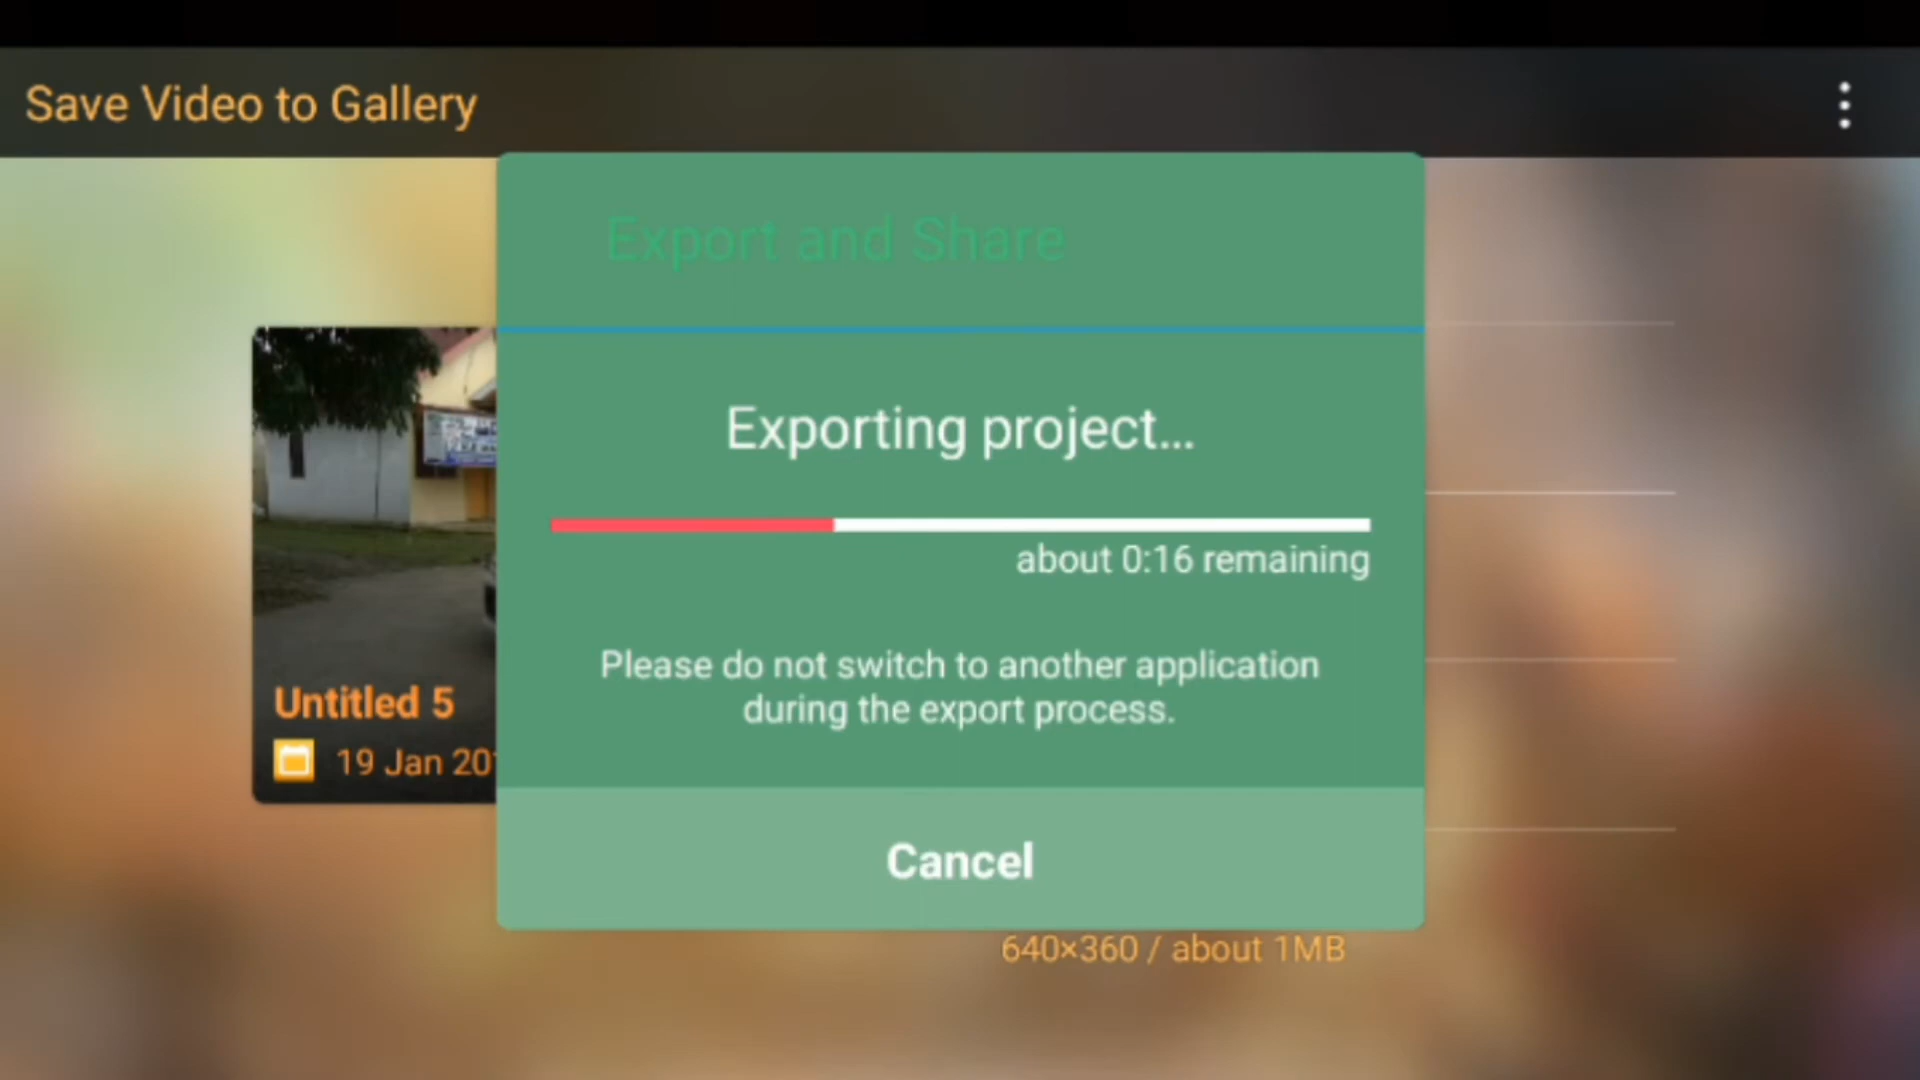 Save Video to Gallery
Export and Share
Exporting project...
about 0:16 remaining
Please do not switch to another application
during the export process.
Untitled 5
19 Jan 20
Cancel
640×360 / about 1MB